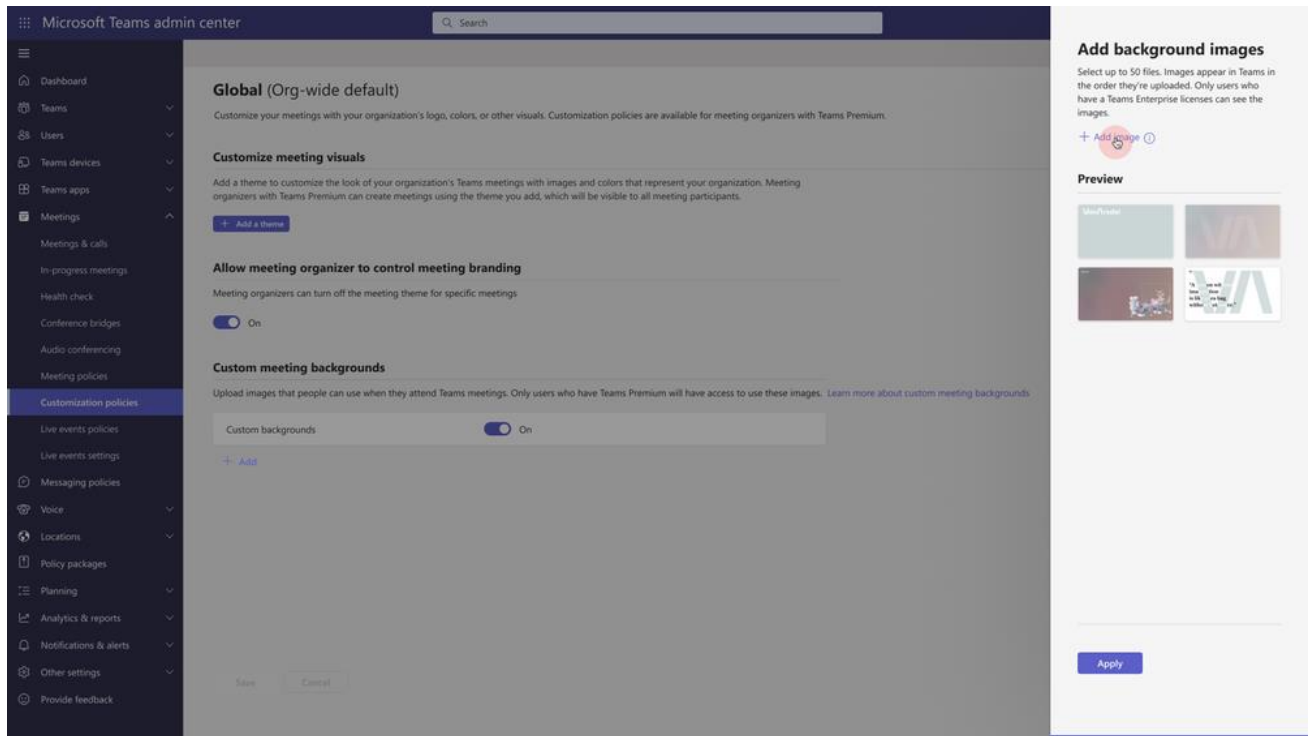 Microsoft Teams admin center
Search
Dashboard
Teams
Users
Teams devices
Teams apps
Meetings
Meetings & calls
In-progress meetings
Health check
Conference bridges
Audio conferencing
Meeting policies
Customization policies
Live events policies
Live events settings
Messaging policies
Voice
Locations
Policy packages
Planning
Analytics & reports
Notifications & alerts
Other settings
Provide feedback
Global (Org-wide default)
Customize your meetings with your organization's logo, colors, or other visuals. Customization policies are available for meeting organizers with Teams Premium.
Customize meeting visuals
Add a theme to customize the look of your organization's Teams meetings with images and colors that represent your organization. Meeting
organizers with Teams Premium can create meetings using the theme you add, which will be visible to all meeting participants.
+ Add a theme
Allow meeting organizer to control meeting branding
Meeting organizers can turn off the meeting theme for specific meetings
On
Custom meeting backgrounds
Upload images that people can use when they attend Teams meetings. Only users who have Teams Premium will have access to use these images. Learn more about custom meeting backgrounds
Custom backgrounds On
+ Add
Save Cancel
Add background images
Select up to 50 files. Images appear in Teams in
the order they're uploaded. Only users who
have a Teams Enterprise licenses can see the
images.
+ Add image
Preview
Apply